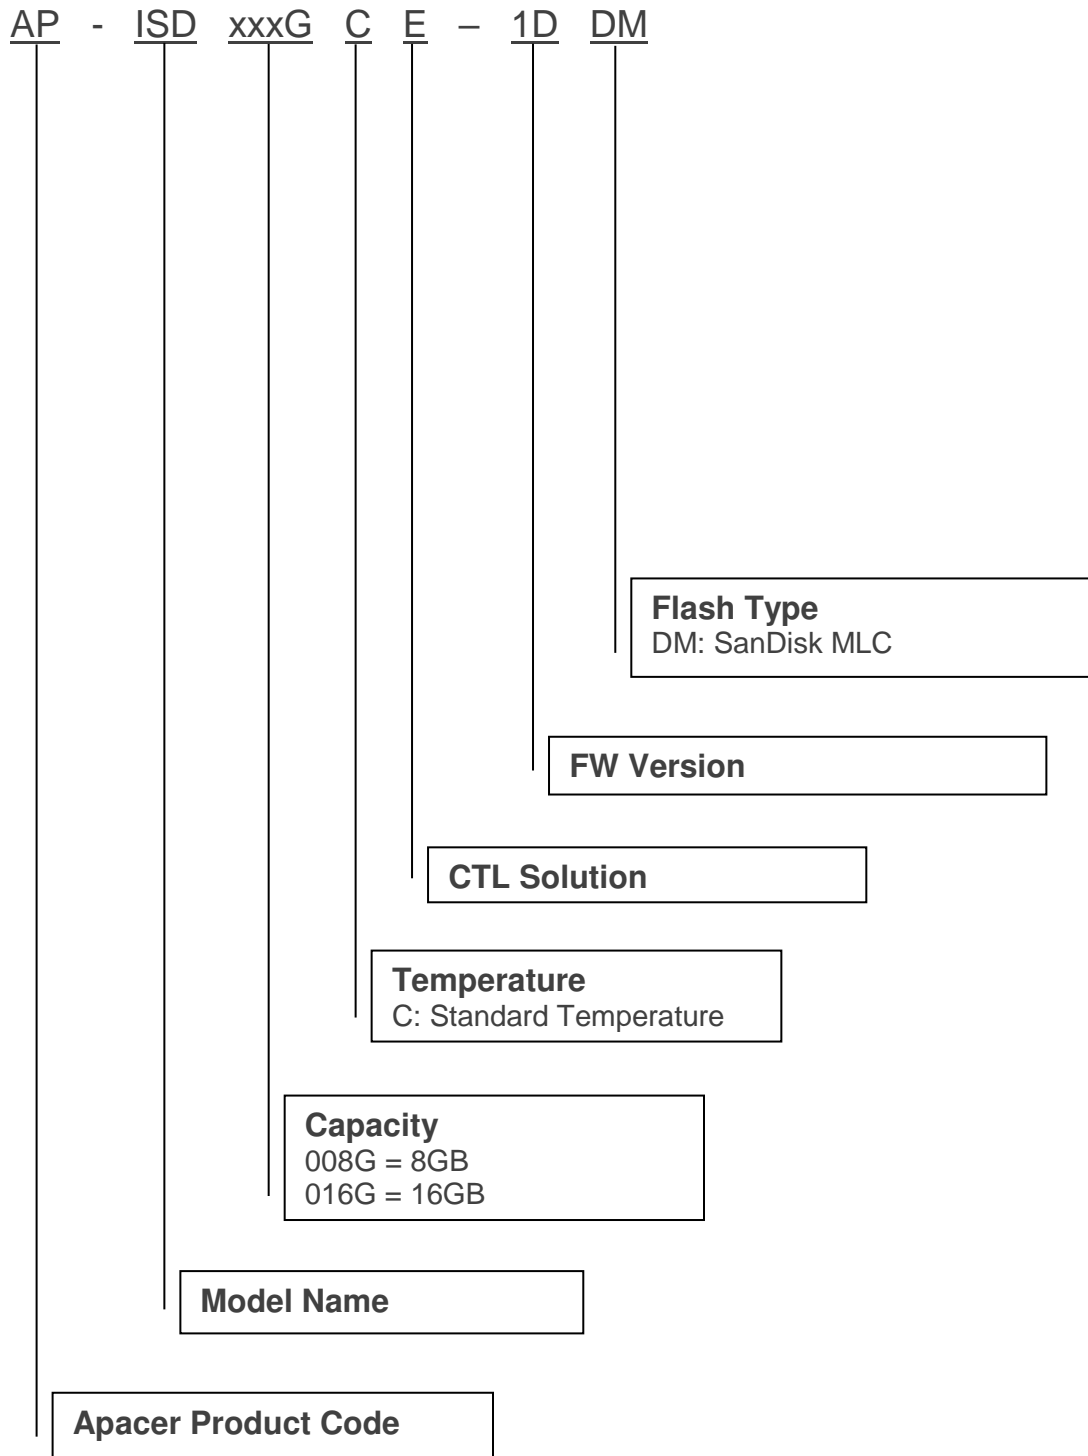 AP - ISD xxxG C E – 1D DM
Flash Type
DM: SanDisk MLC
FW Version
CTL Solution
Temperature
C: Standard Temperature
Capacity
008G = 8GB
016G = 16GB
Model Name
Apacer Product Code